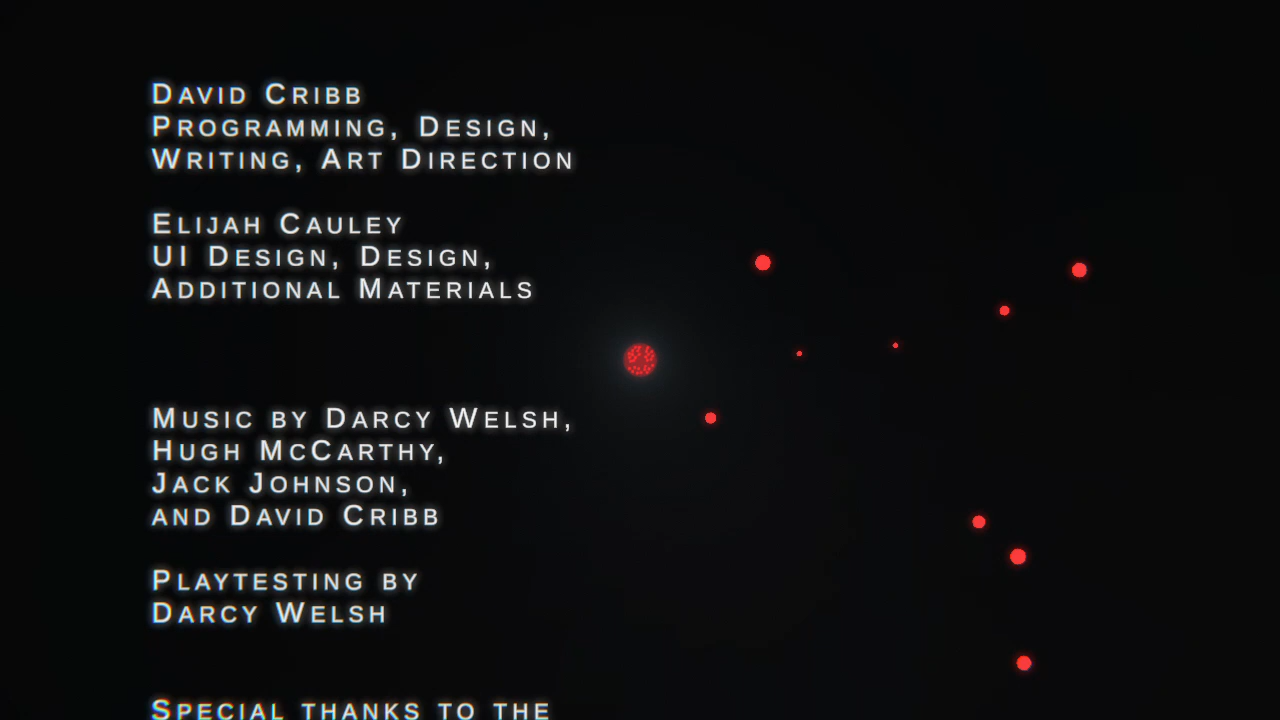 David Cribb
Programming, Design,
Writing, Art Direction
Elijah Cauley
UI Design, Design,
Additional Materials
Music by Darcy Welsh,
Hugh McCarthy,
Jack Johnson,
and David Cribb
Playtesting by
Darcy Welsh
Special thanks to the